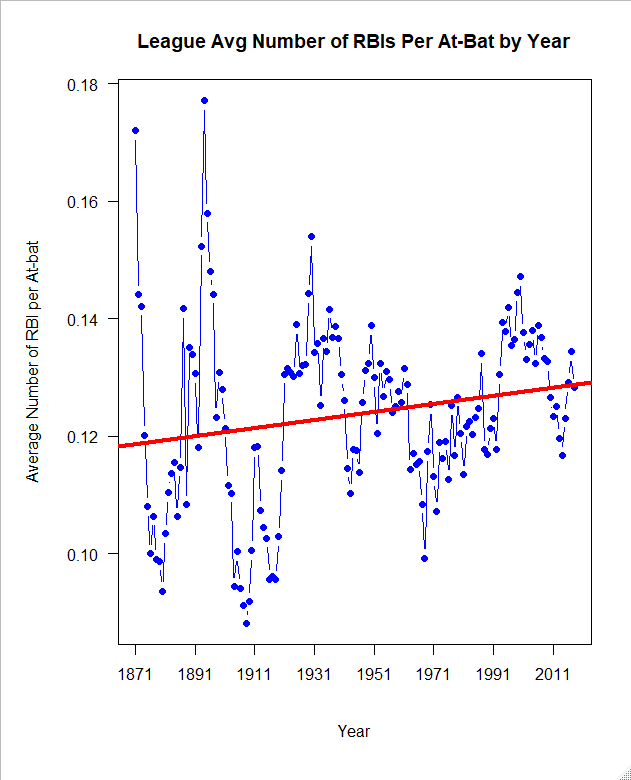 League Avg Number of RBIs Per At-Bat by Year
0.18
0.16
0.14
0.12
0.10
Average Number of RBI per At-bat
1871 1891 1911 1931 1951 1971 1991 2011
Year